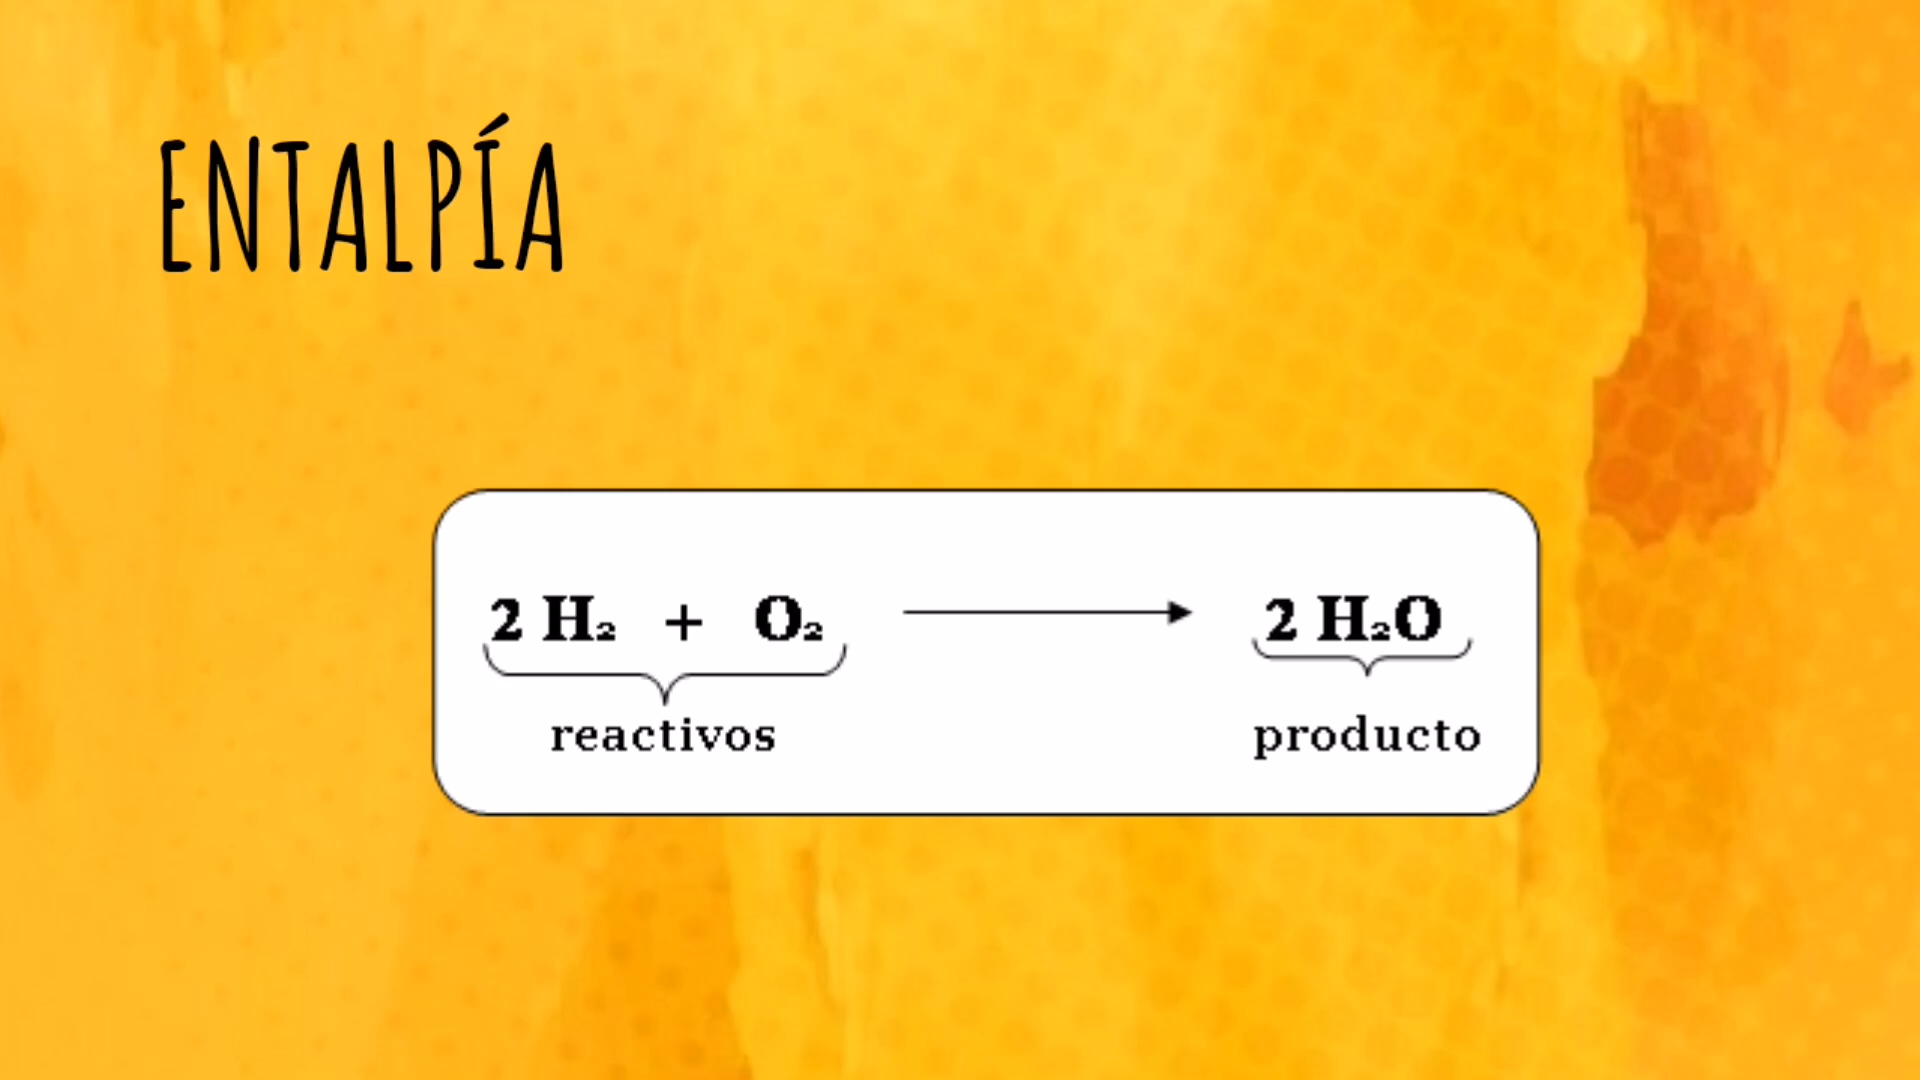 ENTALPÍA
2 H₂ + O₂ → 2 H₂O
reactivos producto